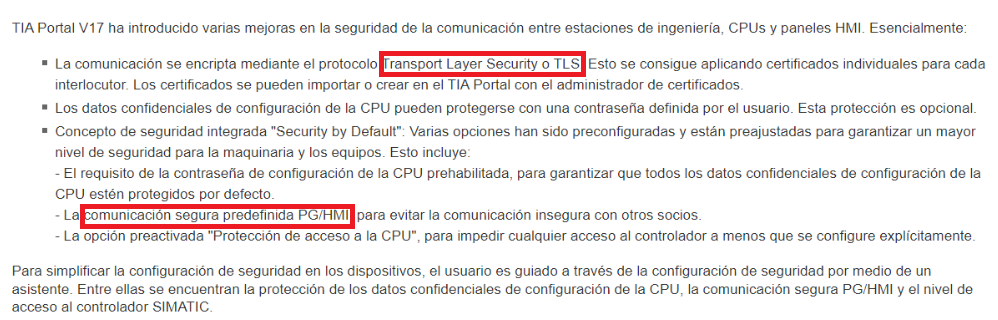 TIA Portal V17 ha introducido varias mejoras en la seguridad de la comunicación entre estaciones de ingeniería, CPUs y paneles HMI. Esencialmente:
▪ La comunicación se encripta mediante el protocolo Transport Layer Security o TLS. Esto se consigue aplicando certificados individuales para cada
interlocutor. Los certificados se pueden importar o crear en el TIA Portal con el administrador de certificados.
▪ Los datos confidenciales de configuración de la CPU pueden protegerse con una contraseña definida por el usuario. Esta protección es opcional.
▪ Concepto de seguridad integrada "Security by Default": Varias opciones han sido preconfiguradas y están preajustadas para garantizar un mayor
nivel de seguridad para la maquinaria y los equipos. Esto incluye:
- El requisito de la contraseña de configuración de la CPU prehabilitada, para garantizar que todos los datos confidenciales de configuración de la
CPU estén protegidos por defecto.
- La comunicación segura predefinida PG/HMI, para evitar la comunicación insegura con otros socios.
- La opción preactivada "Protección de acceso a la CPU", para impedir cualquier acceso al controlador a menos que se configure explícitamente.
Para simplificar la configuración de seguridad en los dispositivos, el usuario es guiado a través de la configuración de seguridad por medio de un
asistente. Entre ellas se encuentran la protección de los datos confidenciales de configuración de la CPU, la comunicación segura PG/HMI y el nivel de
acceso al controlador SIMATIC.